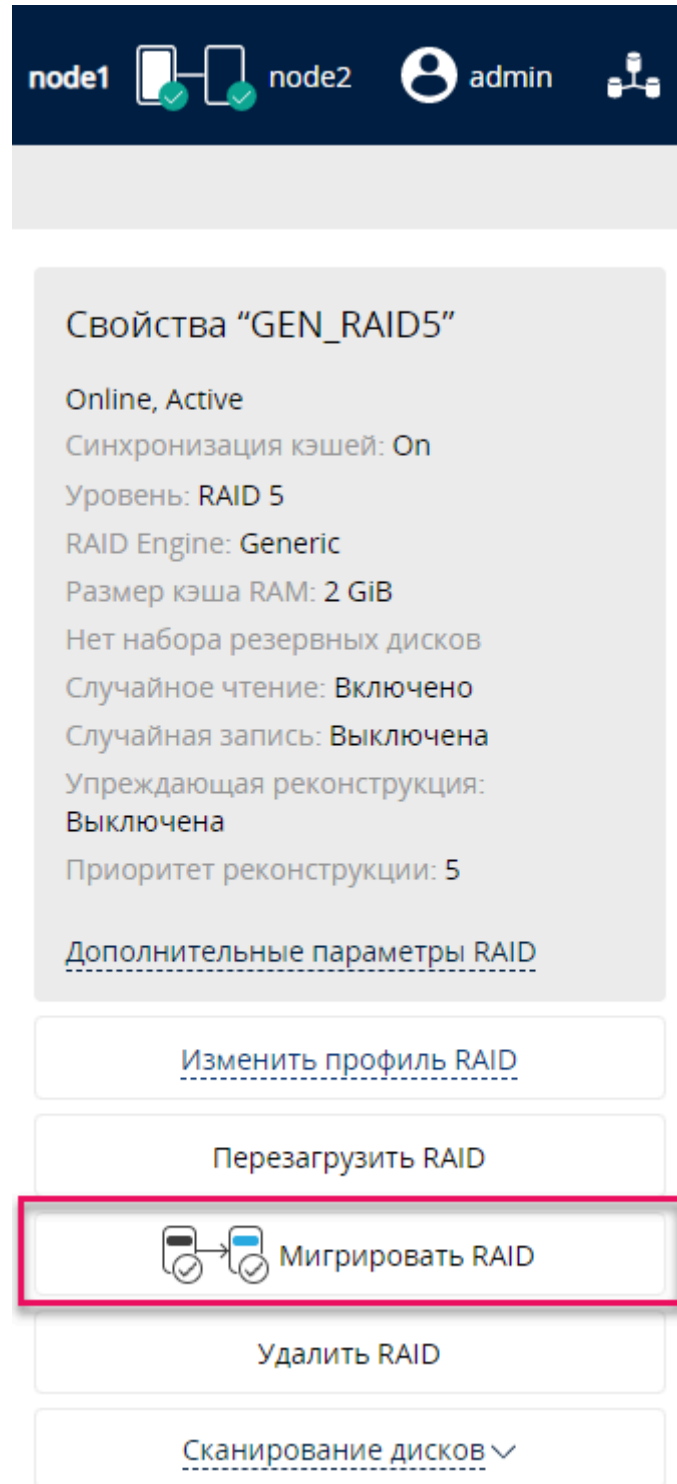 node1 node2 admin
Свойства “GEN_RAID5”
Online, Active
Синхронизация кэшей: On
Уровень: RAID 5
RAID Engine: Generic
Размер кэша RAM: 2 GiB
Нет набора резервных дисков
Случайное чтение: Включено
Случайная запись: Выключена
Упреждающая реконструкция:
Выключена
Приоритет реконструкции: 5
Дополнительные параметры RAID
Изменить профиль RAID
Перезагрузить RAID
Мигрировать RAID
Удалить RAID
Сканирование дисков